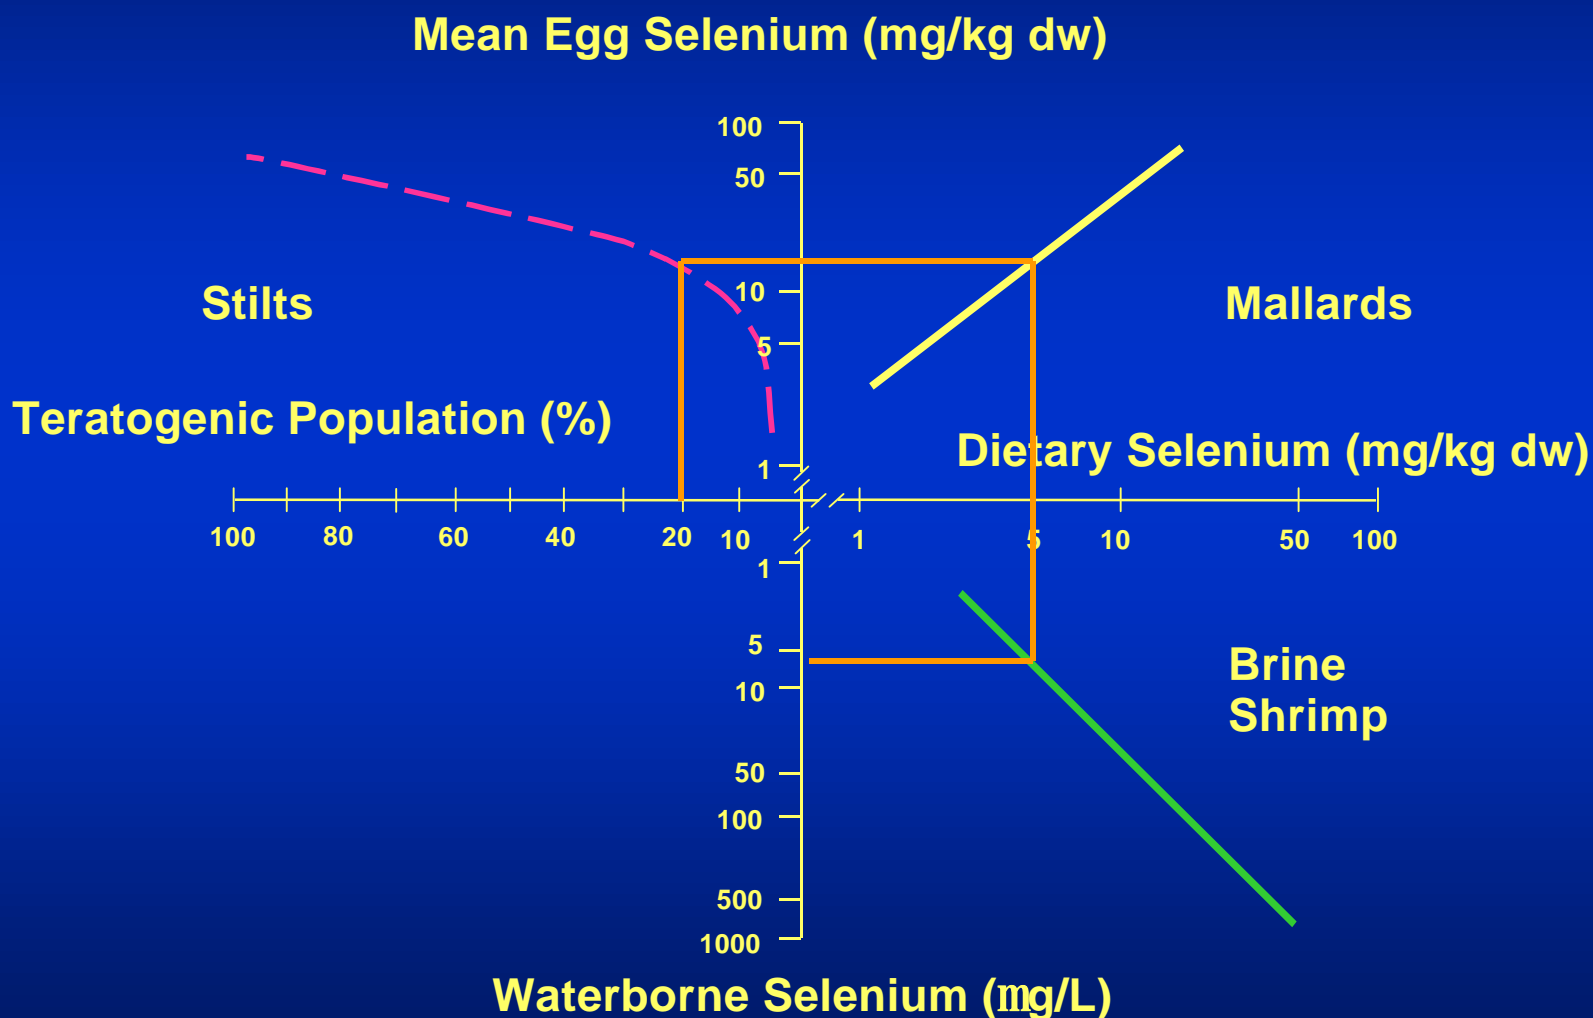 Mean Egg Selenium (mg/kg dw)
100
50
10
5
1
Stilts
Mallards
Teratogenic Population (%)
Dietary Selenium (mg/kg dw)
100 80 60 40 20 10 1 5 10 50 100
1
5
10
50
100
500
1000
Brine
Shrimp
Waterborne Selenium (mg/L)